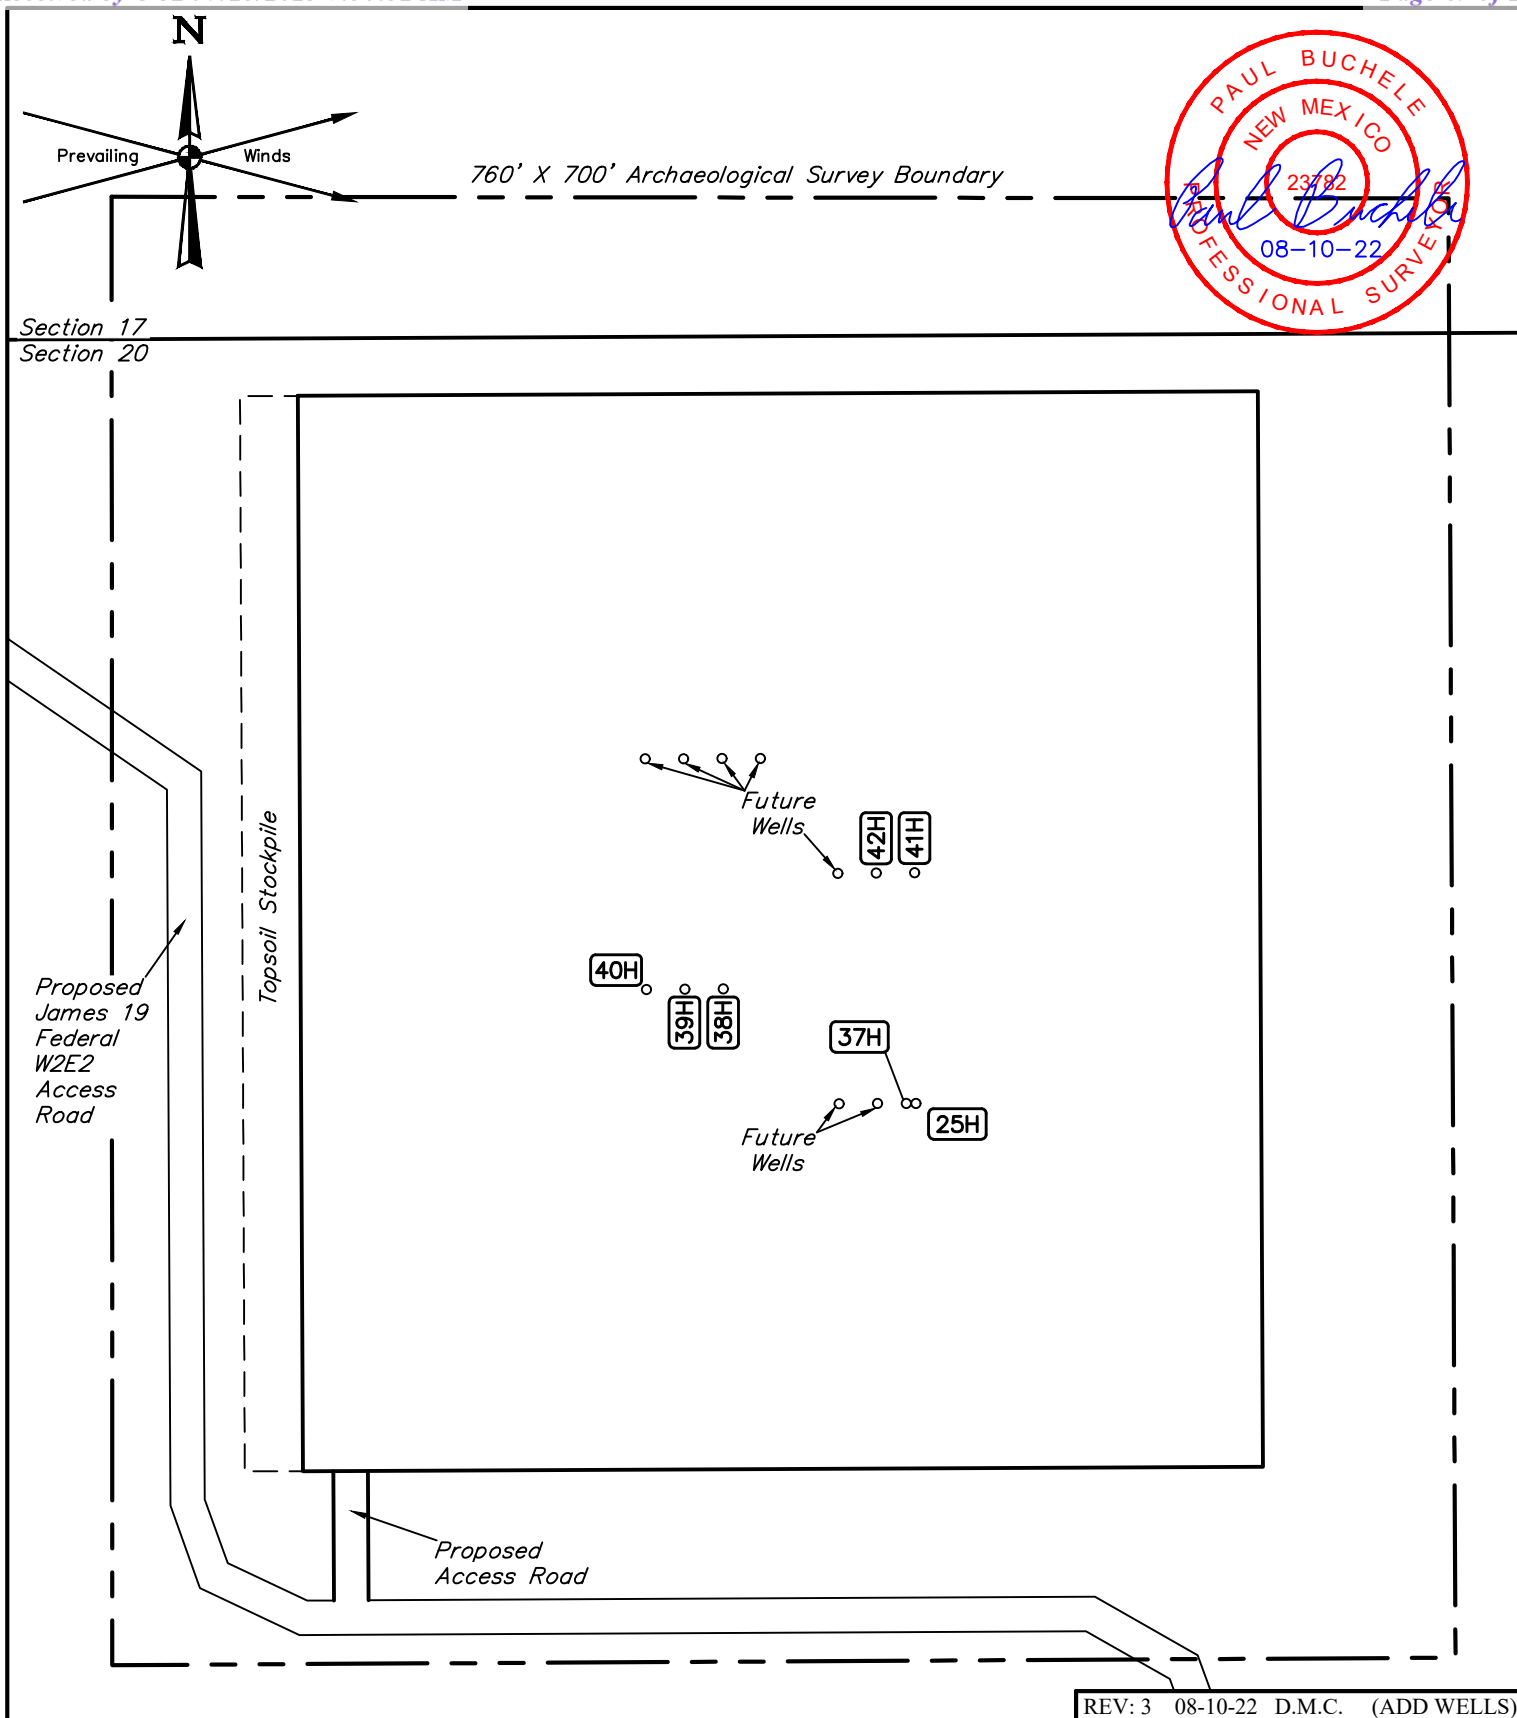 N
Prevailing Winds
760' X 700' Archaeological Survey Boundary
PAUL BUCHELE
NEW MEXICO
23782
Paul Buchele
08-10-22
PROFESSIONAL SURVEYOR
Section 17
Section 20
Topsoil Stockpile
Future
Wells
42H
41H
40H
39H
38H
37H
25H
Future
Wells
Proposed
James 19
Federal
W2E2
Access
Road
Proposed
Access Road
REV: 3 08-10-22 D.M.C. (ADD WELLS)